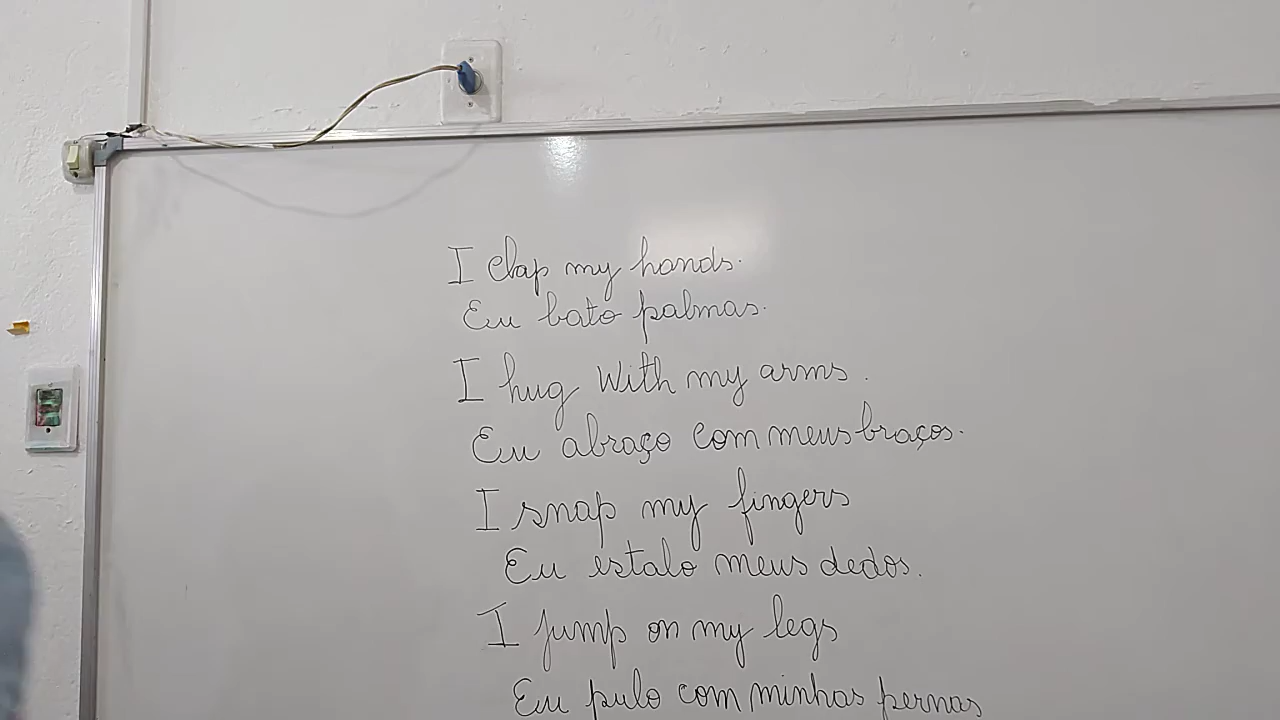 I clap my hands.
Eu bato palmas.
I hug With my arms.
Eu abraço com meus braços.
I snap my fingers
Eu estalo meus dedos.
I jump on my legs
Eu pulo com minhas pernas